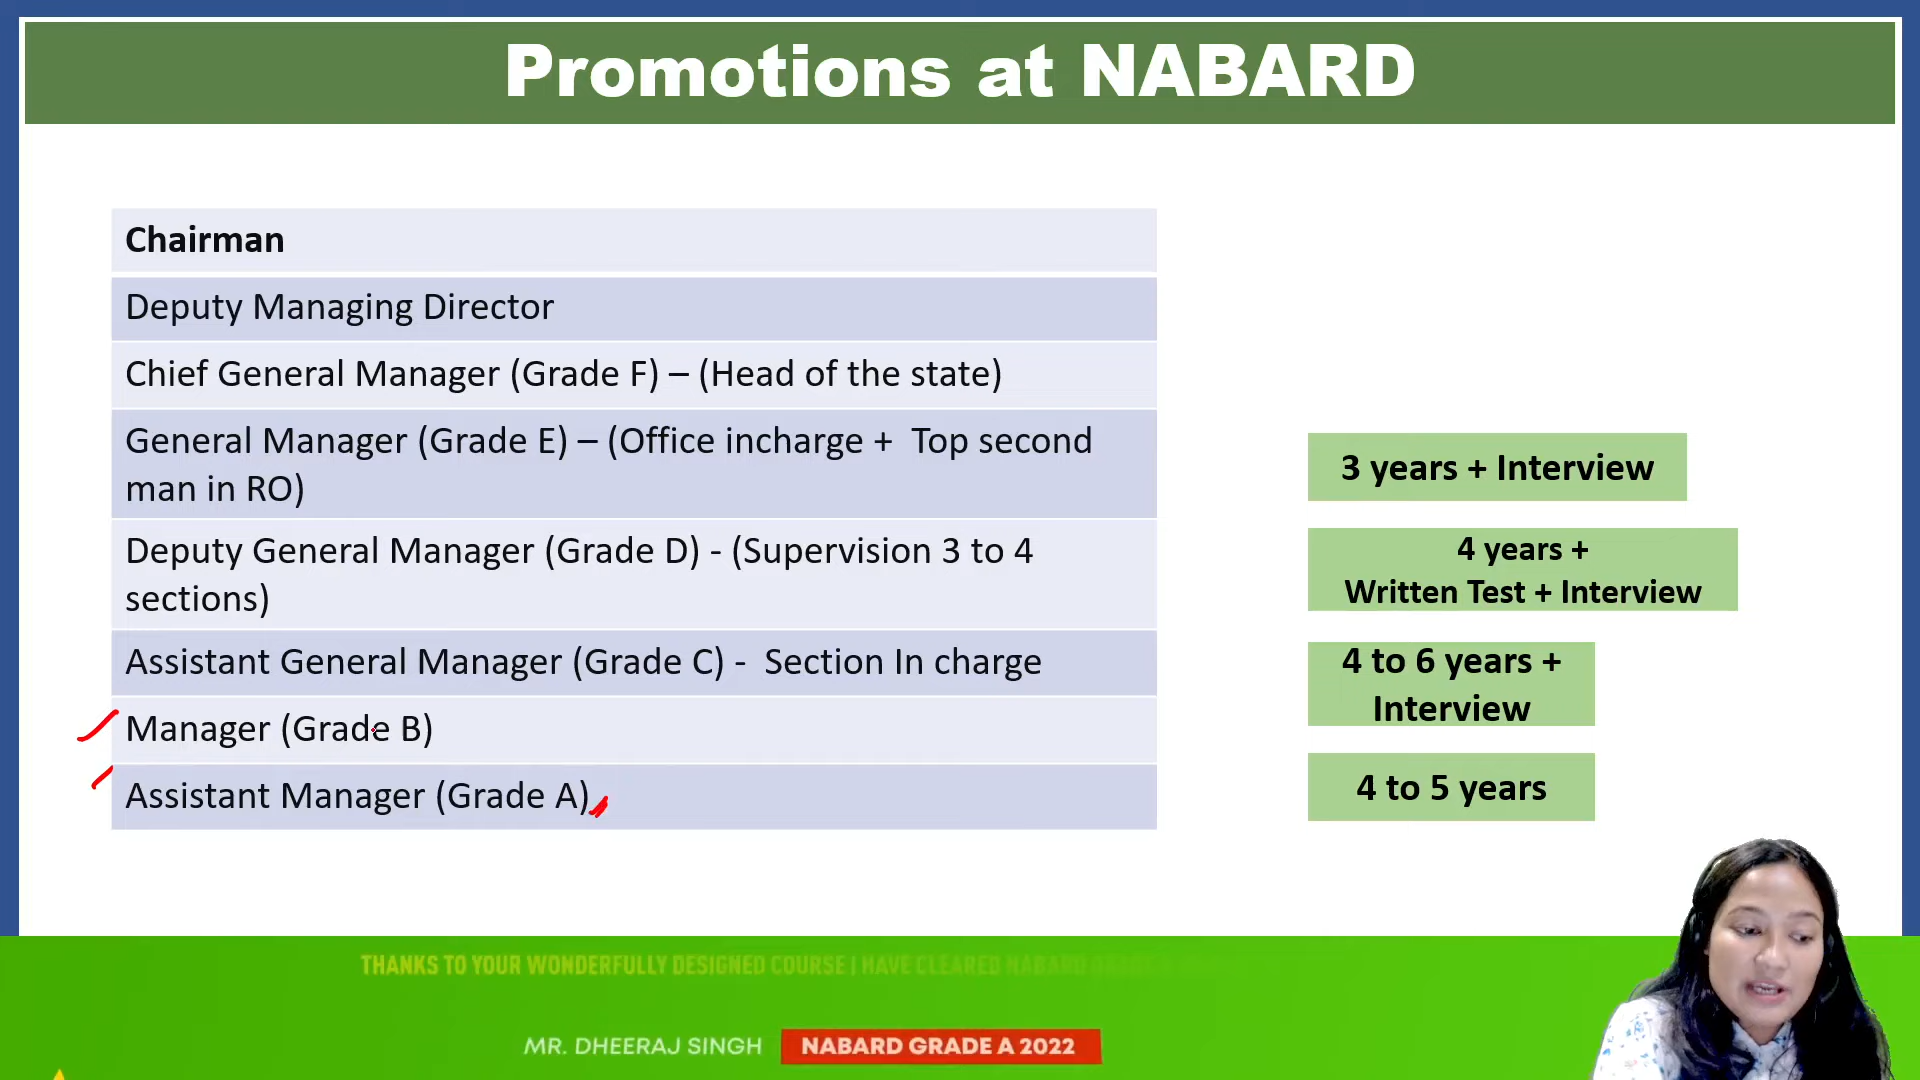 Promotions at NABARD
Chairman
Deputy Managing Director
Chief General Manager (Grade F) – (Head of the state)
General Manager (Grade E) – (Office incharge +  Top second
man in RO)
3 years + Interview
Deputy General Manager (Grade D) - (Supervision 3 to 4
sections)
4 years +
Written Test + Interview
Assistant General Manager (Grade C) -  Section In charge
4 to 6 years +
Interview
Manager (Grade B)
Assistant Manager (Grade A)
4 to 5 years
THANKS TO YOUR WONDERFULLY DESIGNED COURSE I HAVE CLEARED NABARD
MR. DHEERAJ SINGH
NABARD GRADE A 2022